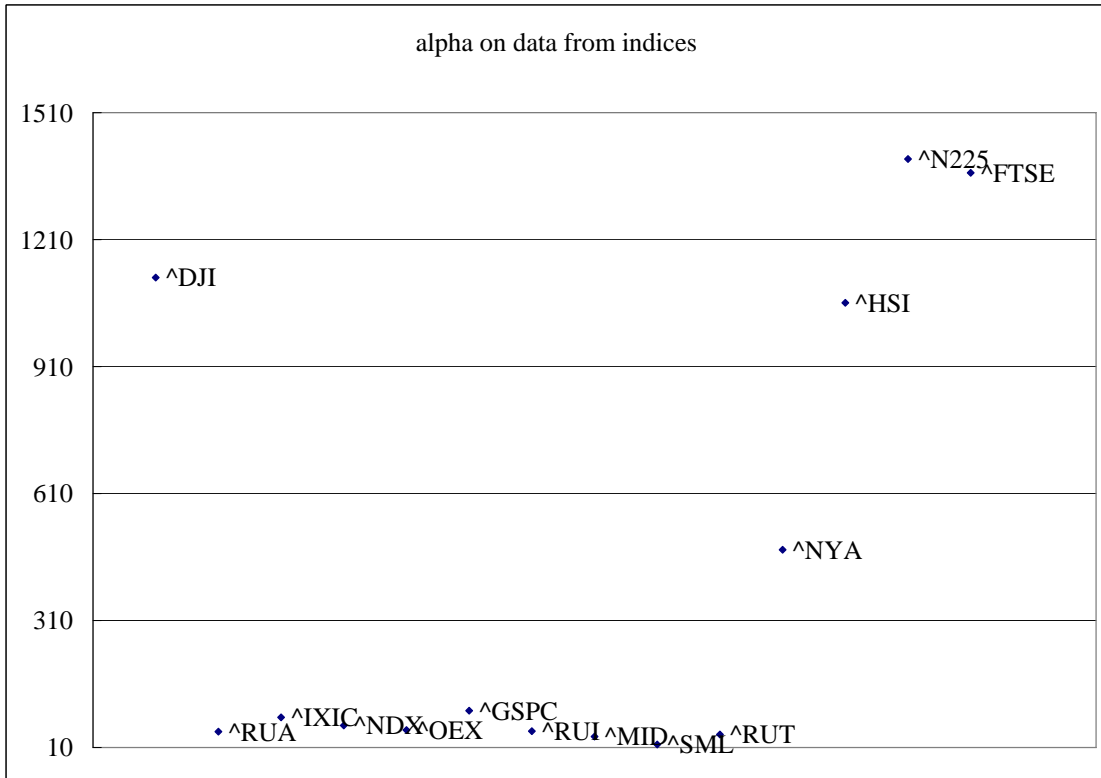 alpha on data from indices
1510
^N225
^FTSE
1210
^DJI
^HSI
910
610
^NYA
310
^GSPC
^IXIC
^RUA
^NDX
^OEX
^RUI
^MID
^SML
^RUT
10